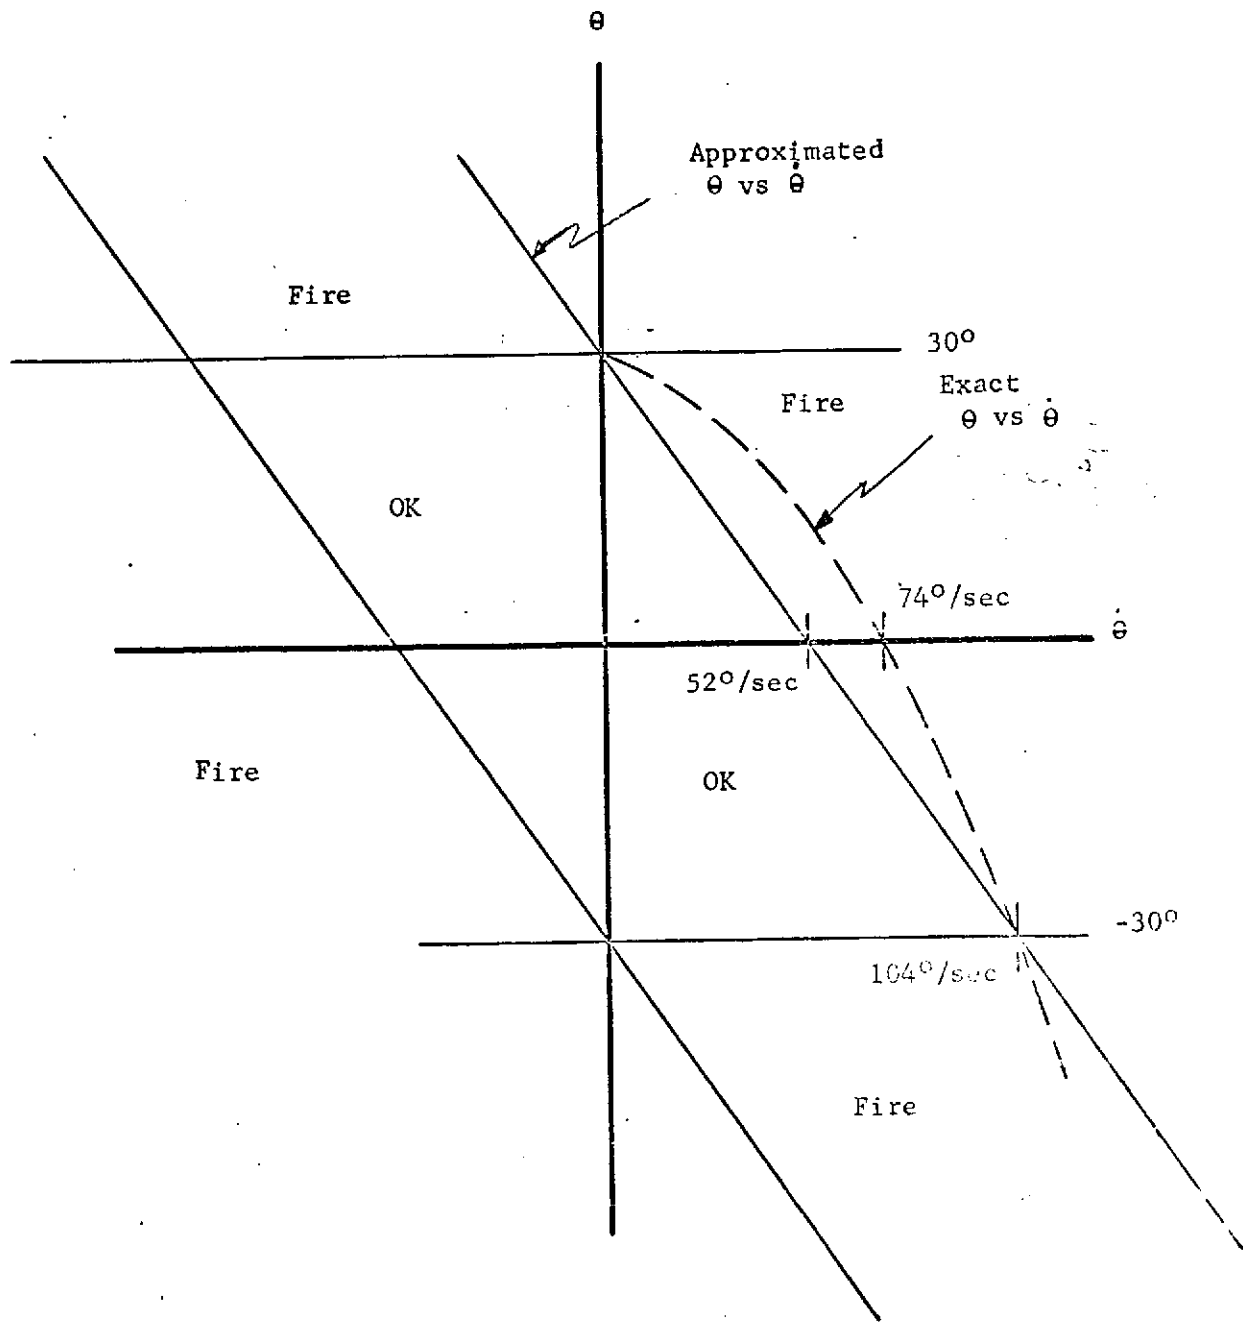 θ
Approximated
θ vs θ̇
Fire
30°
Fire
Exact
θ vs θ̇
OK
74°/sec
θ̇
52°/sec
Fire
OK
-30°
104°/sec
Fire